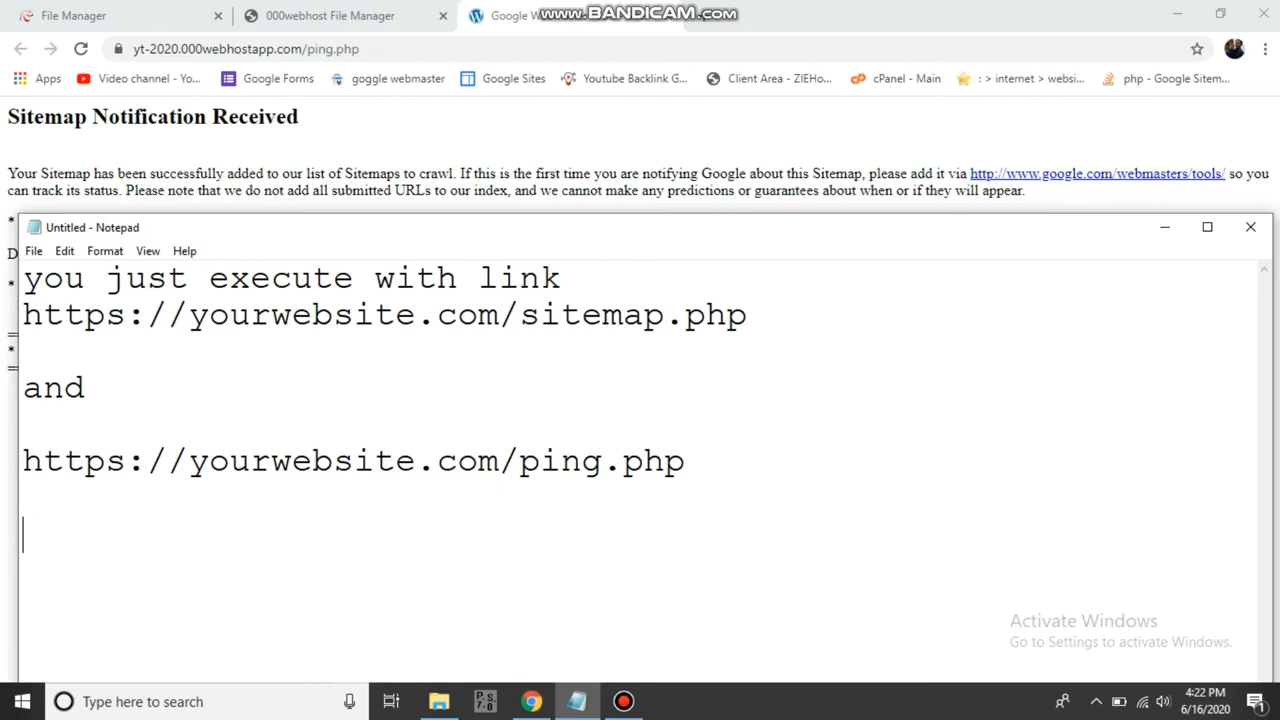 www.BANDICAM.com
File Manager
000webhost File Manager
Google W
yt-2020.000webhostapp.com/ping.php
Apps
Video channel - Yo...
Google Forms
goggle webmaster
Google Sites
Youtube Backlink G...
Client Area - ZIEHo...
cPanel - Main
: > internet > websi...
php - Google Sitem...
Sitemap Notification Received
Your Sitemap has been successfully added to our list of Sitemaps to crawl. If this is the first time you are notifying Google about this Sitemap, please add it via http://www.google.com/webmasters/tools/ so you
can track its status. Please note that we do not add all submitted URLs to our index, and we cannot make any predictions or guarantees about when or if they will appear.
*
D
*
=
*
=
Untitled - Notepad
File Edit Format View Help
you just execute with link
https://yourwebsite.com/sitemap.php
and
https://yourwebsite.com/ping.php
Activate Windows
Go to Settings to activate Windows.
Type here to search
4:22 PM
6/16/2020